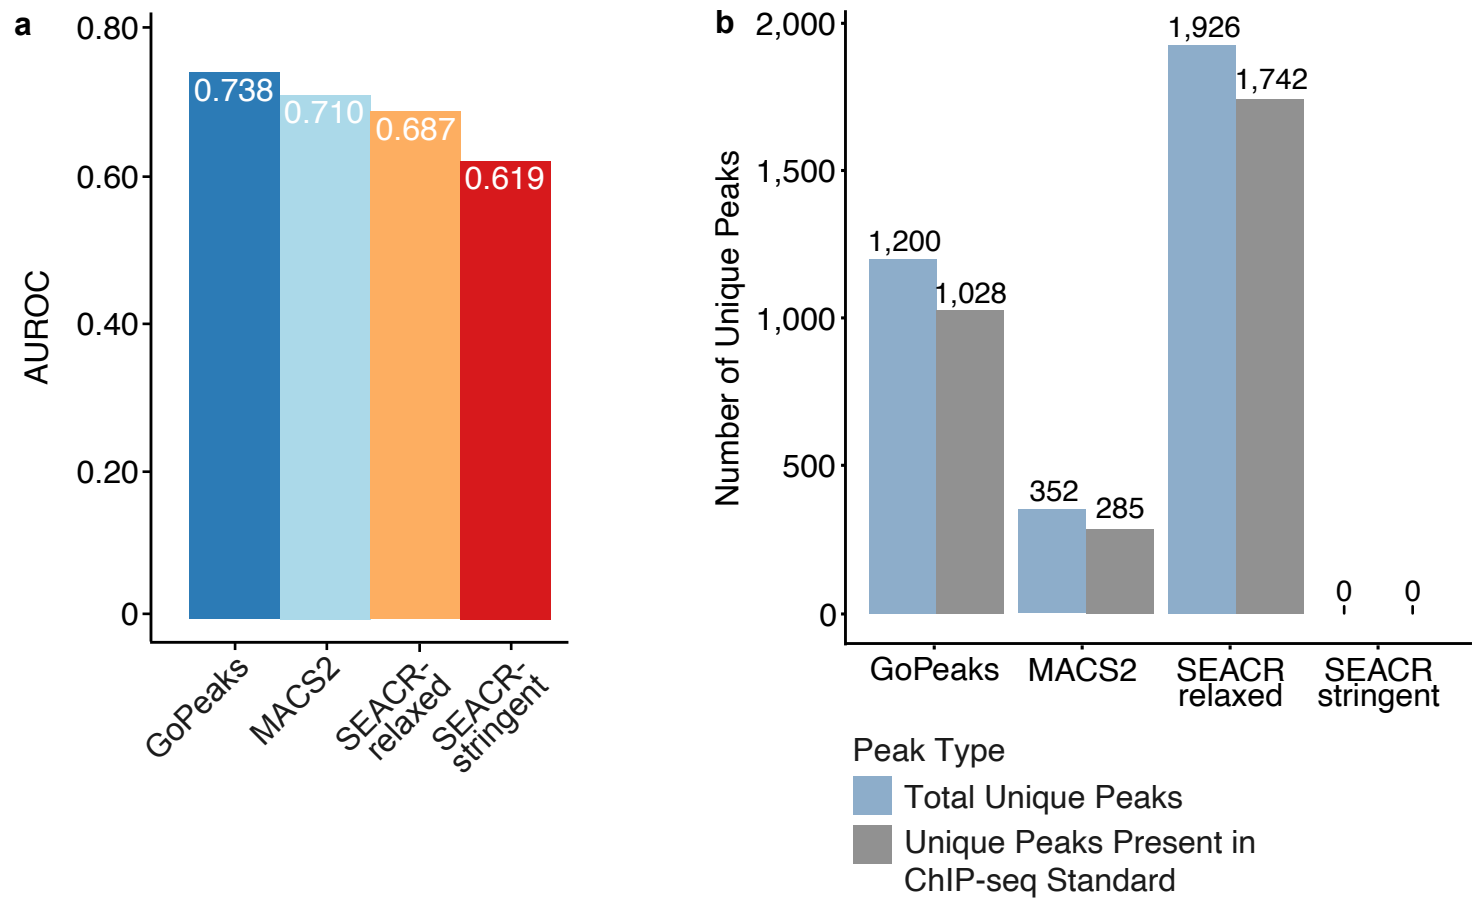 a
0.80
0.60
0.40
0.20
0
AUROC
0.738
0.710
0.687
0.619
GoPeaks
MACS2
SEACR-
relaxed
SEACR-
stringent
b
2,000
1,500
1,000
500
0
Number of Unique Peaks
1,200
1,028
352
285
1,926
1,742
0
0
GoPeaks
MACS2
SEACR
relaxed
SEACR
stringent
Peak Type
Total Unique Peaks
Unique Peaks Present in
ChIP-seq Standard